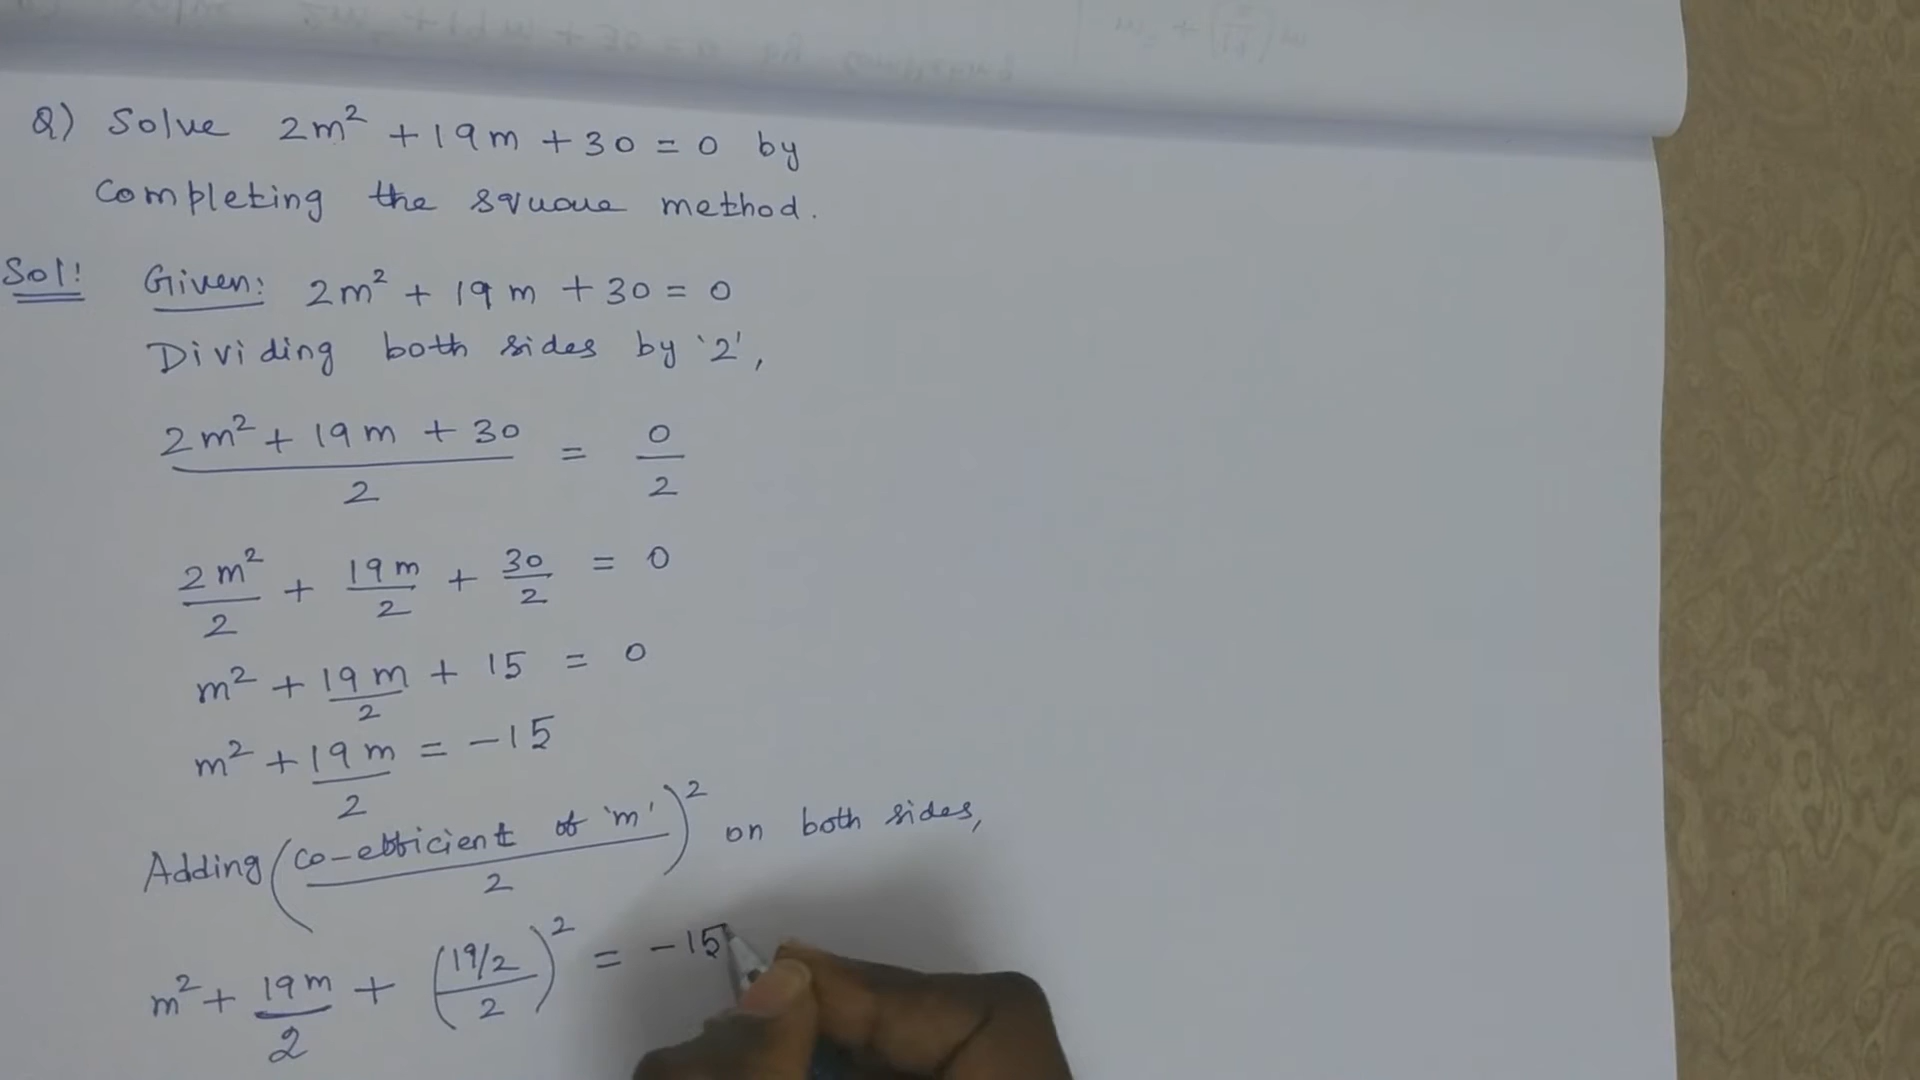 Q) Solve 2m² + 19m + 30 = 0 by
completing the square method.
Sol! Given: 2m² + 19m + 30 = 0
Dividing both sides by '2',
(2m² + 19m + 30)/2 = 0/2
2m²/2 + 19m/2 + 30/2 = 0
m² + 19m/2 + 15 = 0
m² + 19m/2 = -15
Adding (co-efficient of 'm'/2)² on both sides,
m² + 19m/2 + ((19/2)/2)² = -15